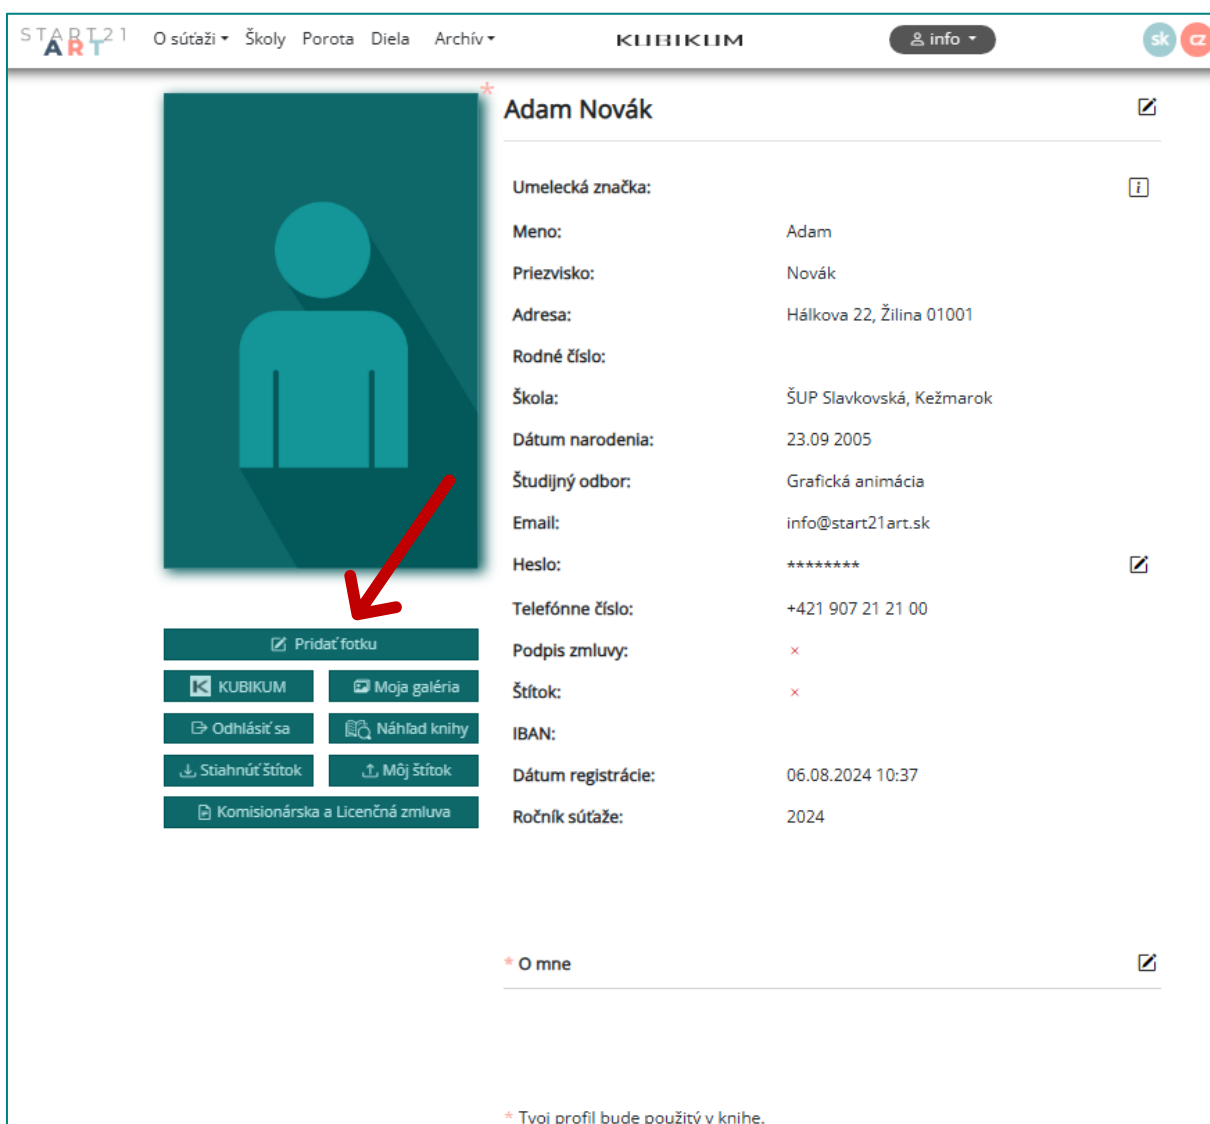 START21 ART
O súťaži Školy Porota Diela Archív KUBIKUM info sk cz
*
Adam Novák
Umelecká značka: i
Meno: Adam
Priezvisko: Novák
Adresa: Hálkova 22, Žilina 01001
Rodné číslo:
Škola: ŠUP Slavkovská, Kežmarok
Dátum narodenia: 23.09 2005
Študijný odbor: Grafická animácia
Email: info@start21art.sk
Heslo: ********
Telefónne číslo: +421 907 21 21 00
Podpis zmluvy: ×
Štítok: ×
IBAN:
Dátum registrácie: 06.08.2024 10:37
Ročník súťaže: 2024
Pridať fotku
K KUBIKUM Moja galéria
Odhlásiť sa Náhľad knihy
Stiahnúť štítok Môj štítok
Komisionárska a Licenčná zmluva
* O mne
* Tvoj profil bude použitý v knihe.